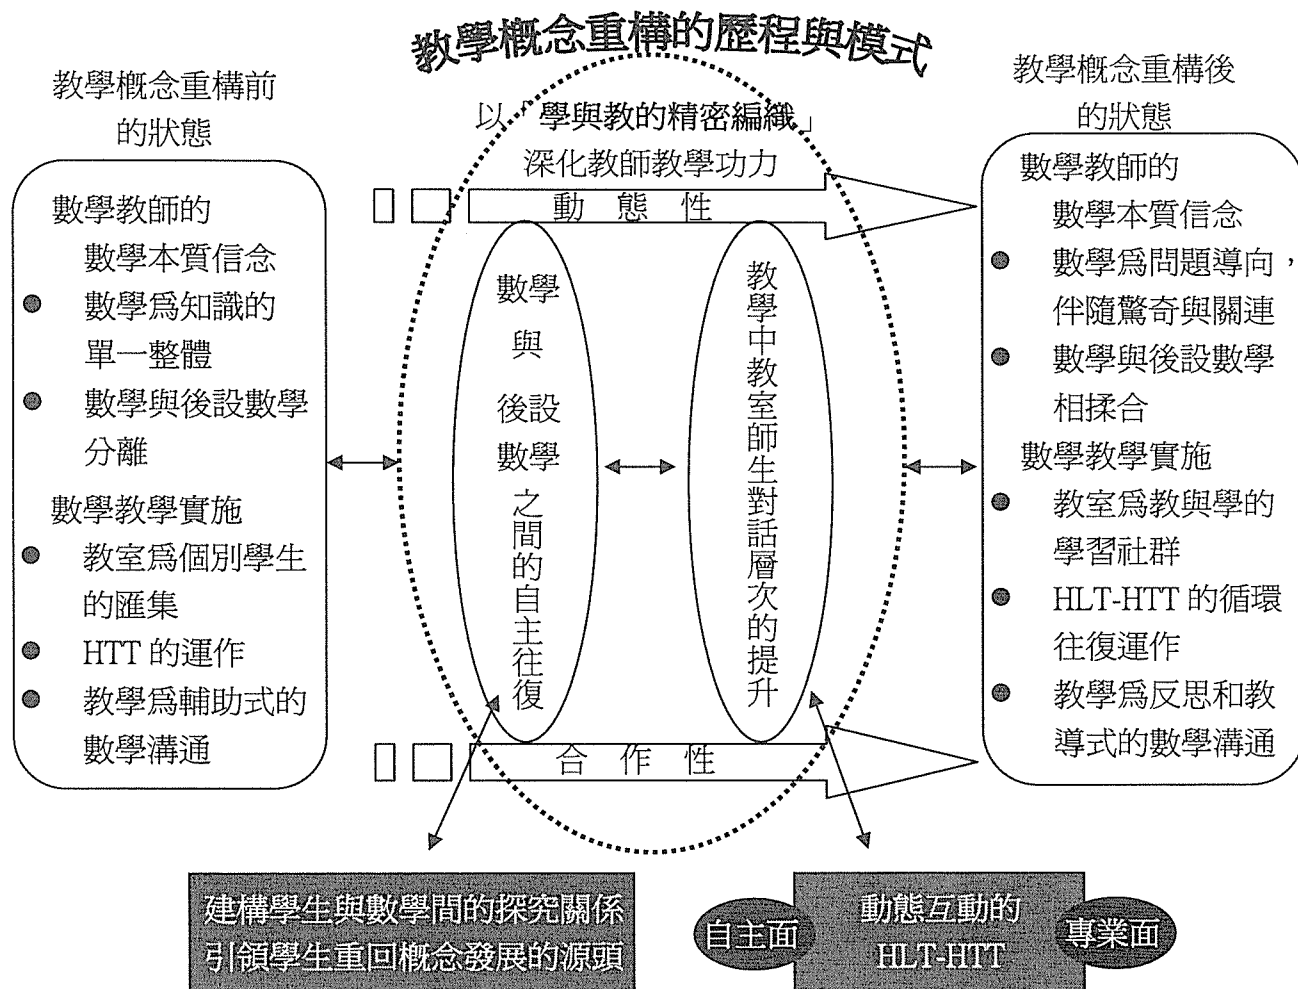 教學概念重構的歷程與模式
教學概念重構前
的狀態
數學教師的
數學本質信念
● 數學為知識的
單一整體
● 數學與後設數學
分離
數學教學實施
● 教室為個別學生
的匯集
● HTT 的運作
● 教學為輔助式的
數學溝通
以「學與教的精密編織」
深化教師教學功力
動 態 性
數學
與
後設
數學
之間的自主往復
教學中教室師生對話層次的提升
合 作 性
教學概念重構後
的狀態
數學教師的
數學本質信念
● 數學為問題導向，
伴隨驚奇與關連
● 數學與後設數學
相揉合
數學教學實施
● 教室為教與學的
學習社群
● HLT-HTT 的循環
往復運作
● 教學為反思和教
導式的數學溝通
建構學生與數學間的探究關係
引領學生重回概念發展的源頭
自主面
動態互動的
HLT-HTT
專業面